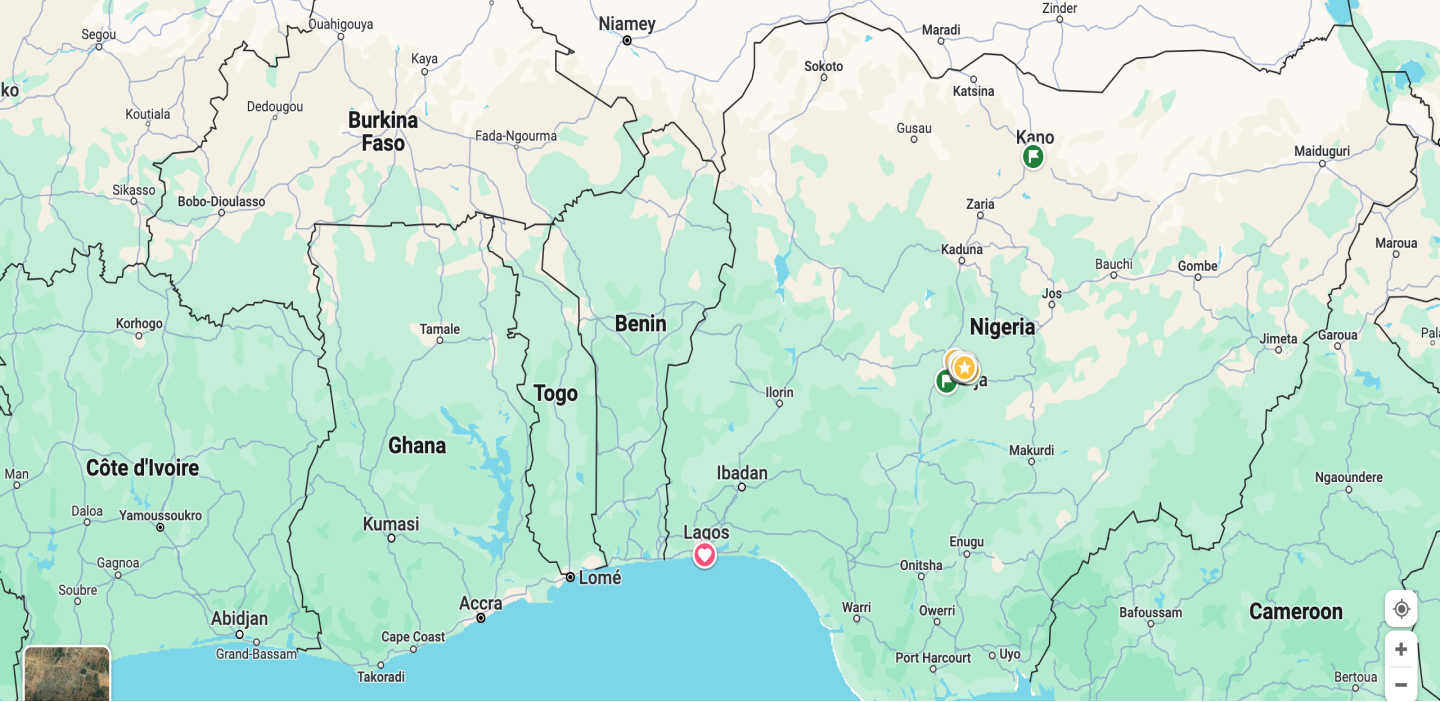 Zinder
Ouahigouya
Niamey
Maradi
Segou
Kaya
Sokoto
ko
Katsina
Dedougou
Koutiala
Burkina
Faso
Gusau
Fada-Ngourma
Kano
Maiduguri
Sikasso
Bobo-Dioulasso
Zaria
Maroua
Kaduna
Bauchi
Gombe
Jos
Korhogo
Benin
Tamale
Nigeria
Jimeta
Garoua
Pala
ja
Togo
Ilorin
Ghana
Makurdi
Côte d'Ivoire
Man
Ibadan
Ngaoundere
Daloa
Yamoussoukro
Kumasi
Lagos
Enugu
Gagnoa
Onitsha
Lomé
Soubre
Accra
Warri
Owerri
Bafoussam
Cameroon
Abidjan
Cape Coast
Grand-Bassam
Port Harcourt
Uyo
Takoradi
Bertoua